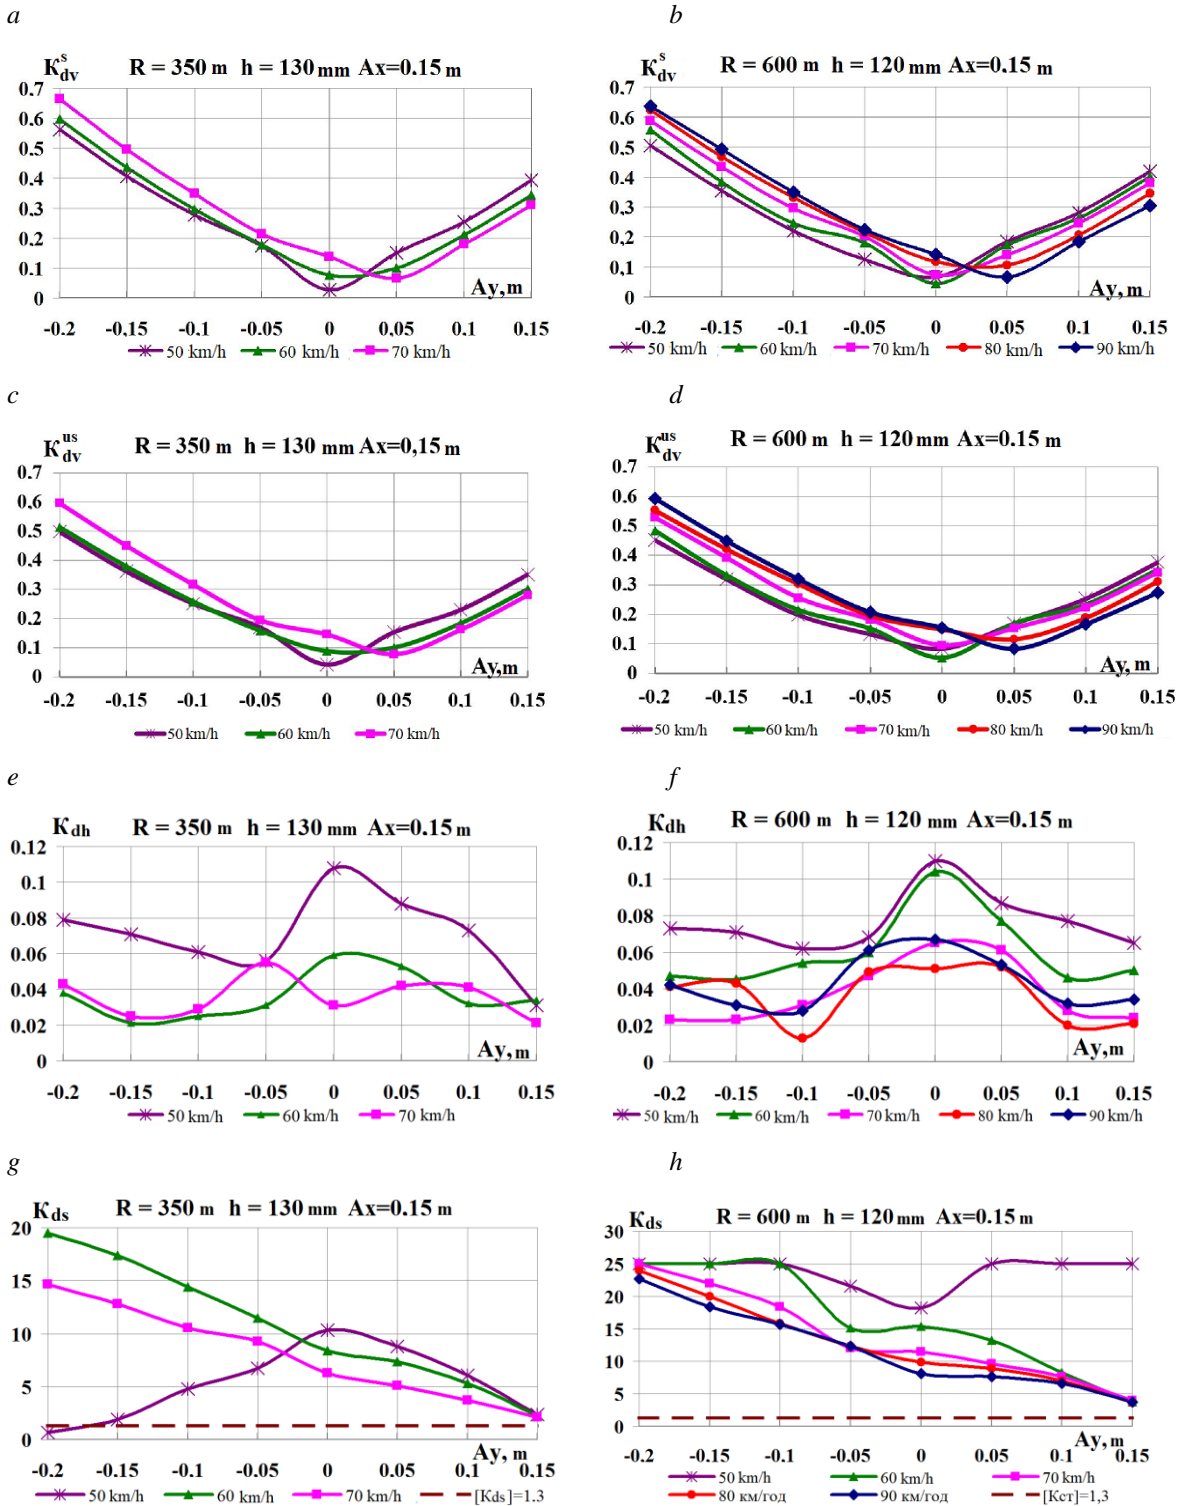 a
b
K^s_dv R = 350 m h = 130 mm Ax=0.15 m
0.7
0.6
0.5
0.4
0.3
0.2
0.1
0
Ay, m
-0.2 -0.15 -0.1 -0.05 0 0.05 0.1 0.15
50 km/h 60 km/h 70 km/h
K^s_dv R = 600 m h = 120 mm Ax=0.15 m
0.7
0.6
0.5
0.4
0.3
0.2
0.1
0
Ay, m
-0.2 -0.15 -0.1 -0.05 0 0.05 0.1 0.15
50 km/h 60 km/h 70 km/h 80 km/h 90 km/h
c
d
K^us_dv R = 350 m h = 130 mm Ax=0,15 m
0.7
0.6
0.5
0.4
0.3
0.2
0.1
0
Ay, m
-0.2 -0.15 -0.1 -0.05 0 0.05 0.1 0.15
50 km/h 60 km/h 70 km/h
K^us_dv R = 600 m h = 120 mm Ax=0.15 m
0.7
0.6
0.5
0.4
0.3
0.2
0.1
0
Ay, m
-0.2 -0.15 -0.1 -0.05 0 0.05 0.1 0.15
50 km/h 60 km/h 70 km/h 80 km/h 90 km/h
e
f
K_dh R = 350 m h = 130 mm Ax=0.15 m
0.12
0.1
0.08
0.06
0.04
0.02
0
Ay, m
-0.2 -0.15 -0.1 -0.05 0 0.05 0.1 0.15
50 km/h 60 km/h 70 km/h
K_dh R = 600 m h = 120 mm Ax=0.15 m
0.12
0.1
0.08
0.06
0.04
0.02
0
Ay, m
-0.2 -0.15 -0.1 -0.05 0 0.05 0.1 0.15
50 km/h 60 km/h 70 km/h 80 km/h 90 km/h
g
h
K_ds R = 350 m h = 130 mm Ax=0.15 m
20
15
10
5
0
Ay, m
-0.2 -0.15 -0.1 -0.05 0 0.05 0.1 0.15
50 km/h 60 km/h 70 km/h [Kds]=1.3
K_ds R = 600 m h = 120 mm Ax=0.15 m
30
25
20
15
10
5
0
Ay, m
-0.2 -0.15 -0.1 -0.05 0 0.05 0.1 0.15
50 km/h 60 km/h 70 km/h
80 км/год 90 км/год [Кст]=1,3